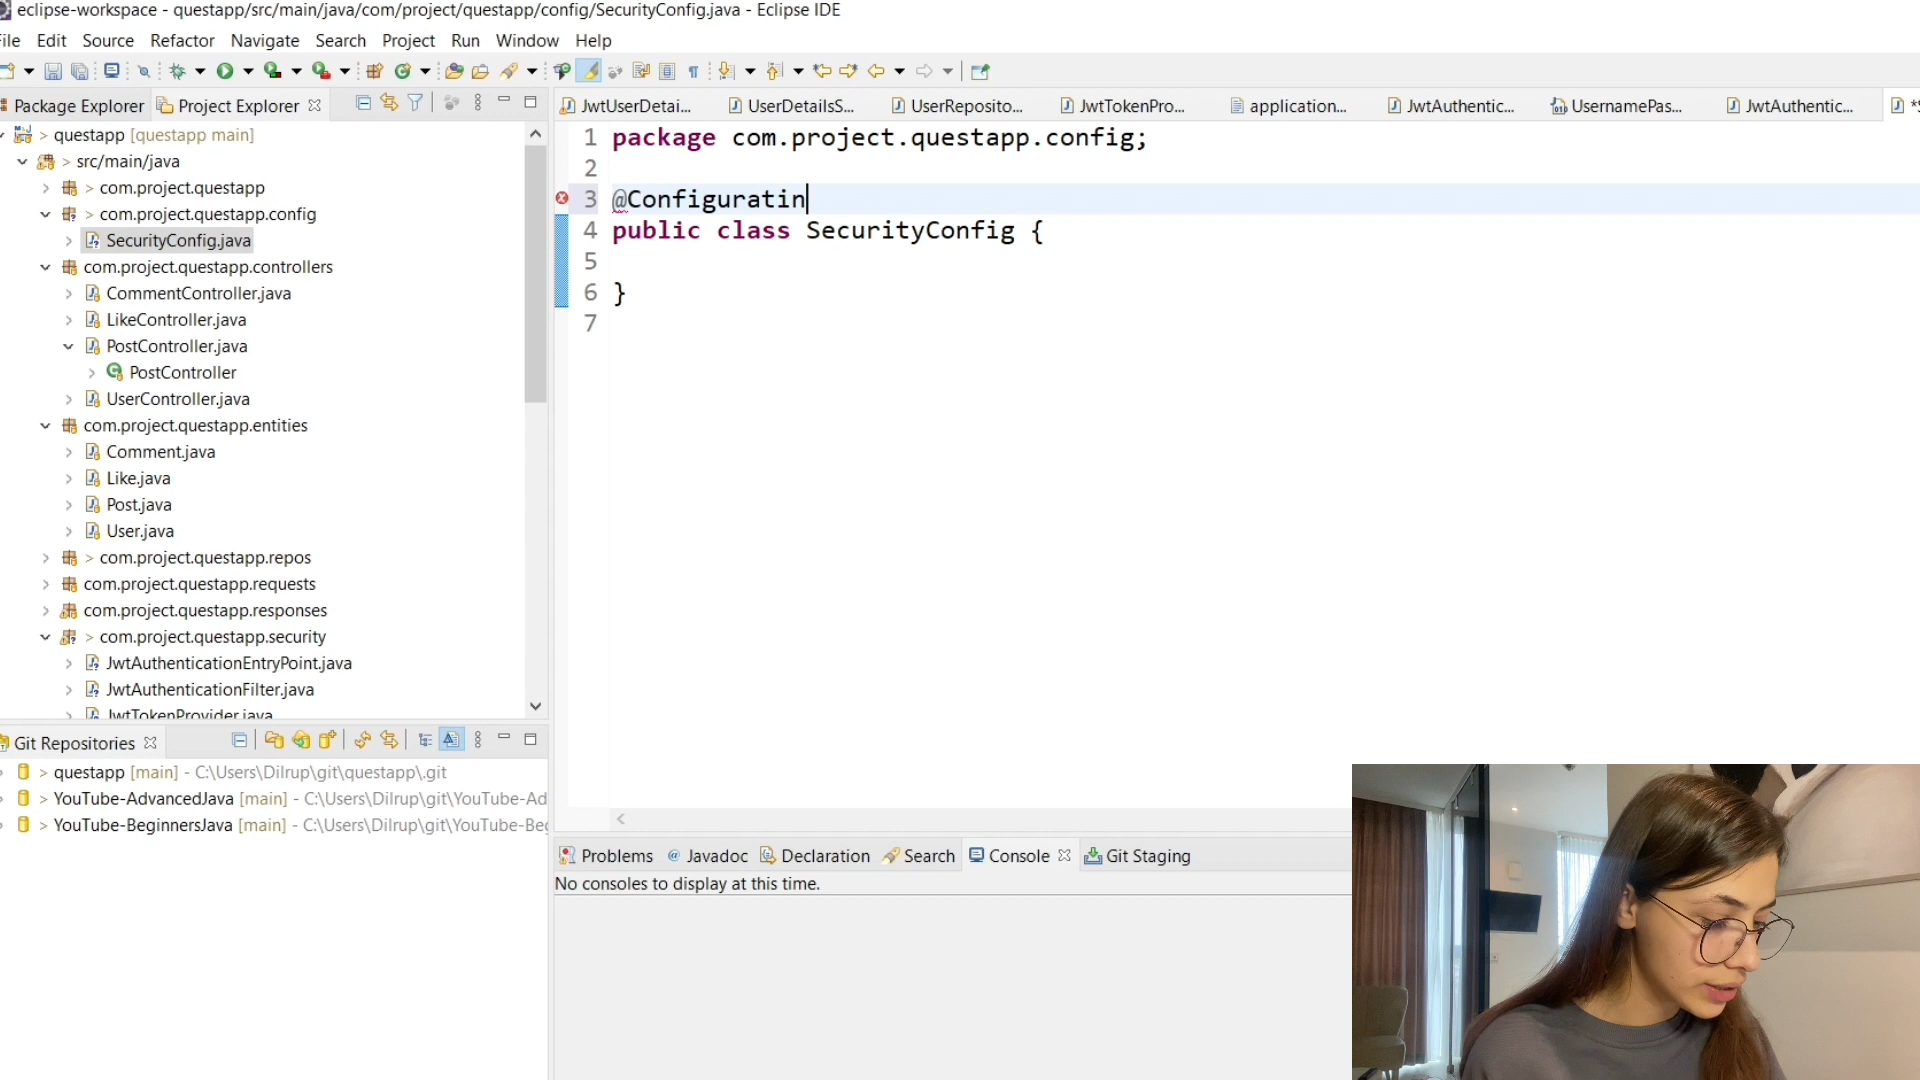 eclipse-workspace - questapp/src/main/java/com/project/questapp/config/SecurityConfig.java - Eclipse IDE
ile Edit Source Refactor Navigate Search Project Run Window Help
Package Explorer Project Explorer
JwtUserDetai... UserDetailsS... UserReposito... JwtTokenPro... application... JwtAuthentic... UsernamePas... JwtAuthentic...
> questapp [questapp main]
> src/main/java
> com.project.questapp
> com.project.questapp.config
SecurityConfig.java
com.project.questapp.controllers
CommentController.java
LikeController.java
PostController.java
PostController
UserController.java
com.project.questapp.entities
Comment.java
Like.java
Post.java
User.java
> com.project.questapp.repos
com.project.questapp.requests
com.project.questapp.responses
> com.project.questapp.security
JwtAuthenticationEntryPoint.java
JwtAuthenticationFilter.java
JwtTokenProvider.java
1 package com.project.questapp.config;
2
3 @Configuratin
4 public class SecurityConfig {
5
6 }
7
Git Repositories
> questapp [main] - C:\Users\Dilrup\git\questapp\.git
> YouTube-AdvancedJava [main] - C:\Users\Dilrup\git\YouTube-Ad
> YouTube-BeginnersJava [main] - C:\Users\Dilrup\git\YouTube-Be
Problems @ Javadoc Declaration Search Console Git Staging
No consoles to display at this time.